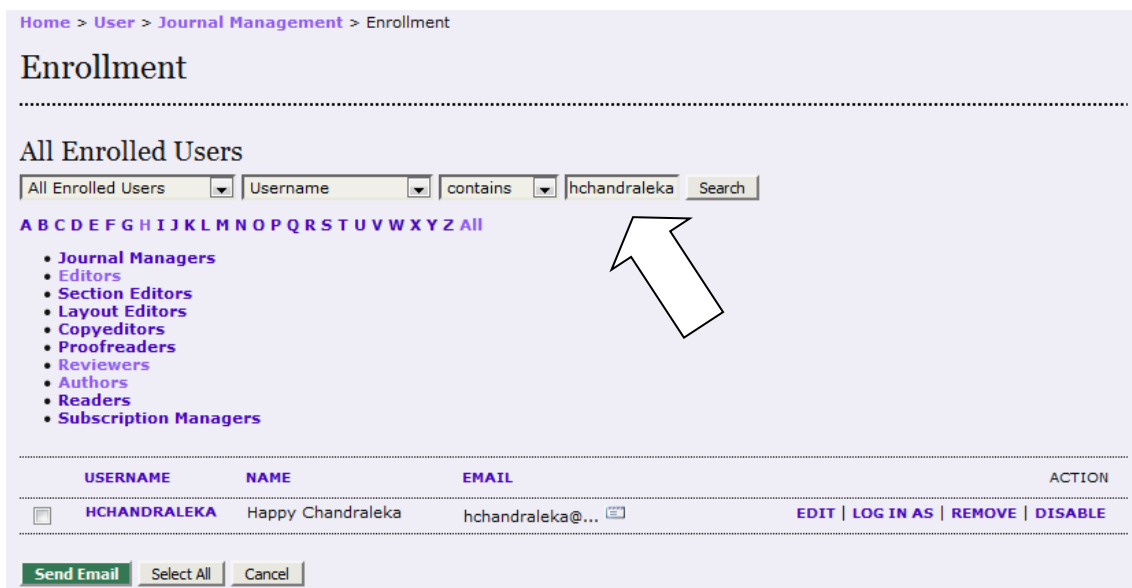 Home > User > Journal Management > Enrollment
Enrollment
All Enrolled Users
All Enrolled Users Username contains hchandraleka Search
A B C D E F G H I J K L M N O P Q R S T U V W X Y Z All
• Journal Managers
• Editors
• Section Editors
• Layout Editors
• Copyeditors
• Proofreaders
• Reviewers
• Authors
• Readers
• Subscription Managers
USERNAME NAME EMAIL ACTION
HCHANDRALEKA Happy Chandraleka hchandraleka@... EDIT | LOG IN AS | REMOVE | DISABLE
Send Email Select All Cancel